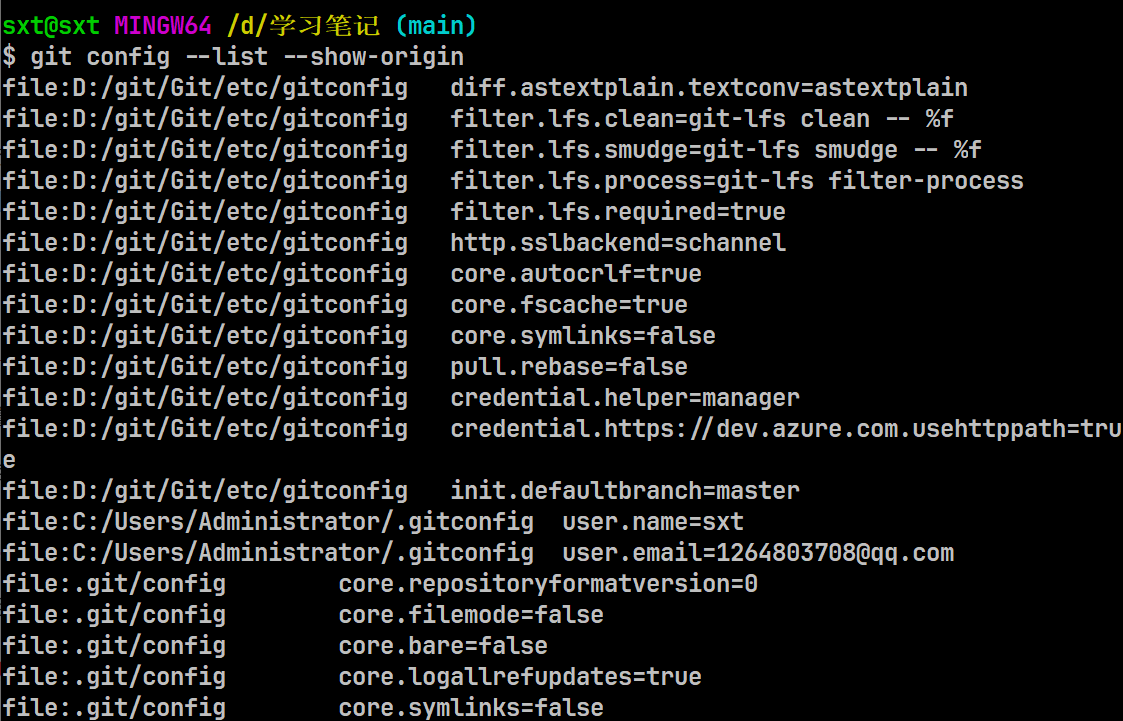 sxt@sxt MINGW64 /d/学习笔记 (main)
$ git config --list --show-origin
file:D:/git/Git/etc/gitconfig   diff.astextplain.textconv=astextplain
file:D:/git/Git/etc/gitconfig   filter.lfs.clean=git-lfs clean -- %f
file:D:/git/Git/etc/gitconfig   filter.lfs.smudge=git-lfs smudge -- %f
file:D:/git/Git/etc/gitconfig   filter.lfs.process=git-lfs filter-process
file:D:/git/Git/etc/gitconfig   filter.lfs.required=true
file:D:/git/Git/etc/gitconfig   http.sslbackend=schannel
file:D:/git/Git/etc/gitconfig   core.autocrlf=true
file:D:/git/Git/etc/gitconfig   core.fscache=true
file:D:/git/Git/etc/gitconfig   core.symlinks=false
file:D:/git/Git/etc/gitconfig   pull.rebase=false
file:D:/git/Git/etc/gitconfig   credential.helper=manager
file:D:/git/Git/etc/gitconfig   credential.https://dev.azure.com.usehttppath=tru
e
file:D:/git/Git/etc/gitconfig   init.defaultbranch=master
file:C:/Users/Administrator/.gitconfig  user.name=sxt
file:C:/Users/Administrator/.gitconfig  user.email=1264803708@qq.com
file:.git/config        core.repositoryformatversion=0
file:.git/config        core.filemode=false
file:.git/config        core.bare=false
file:.git/config        core.logallrefupdates=true
file:.git/config        core.symlinks=false